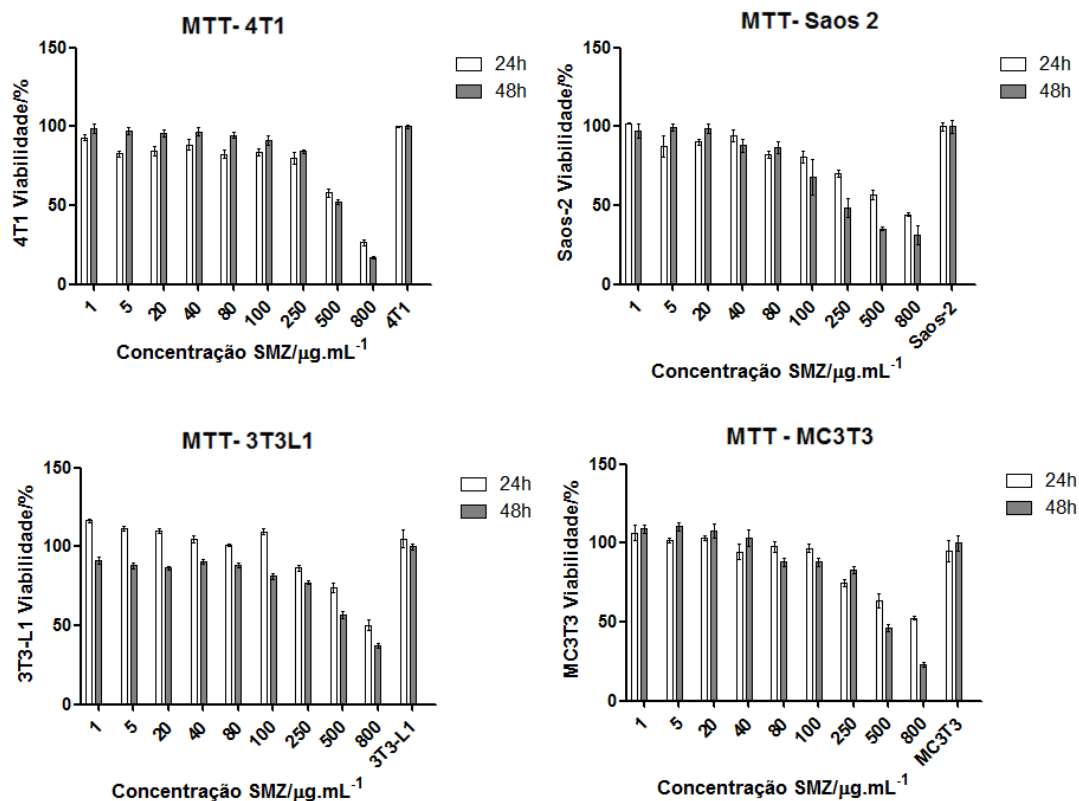 MTT- 4T1
4T1 Viabilidade/%
150
100
50
0
24h
48h
1 5 20 40 80 100 250 500 800 4T1
Concentração SMZ/µg.mL⁻¹
MTT- Saos 2
Saos-2 Viabilidade/%
150
100
50
0
24h
48h
1 5 20 40 80 100 250 500 800 Saos-2
Concentração SMZ/µg.mL⁻¹
MTT- 3T3L1
3T3-L1 Viabilidade/%
150
100
50
0
24h
48h
1 5 20 40 80 100 250 500 800 3T3-L1
Concentração SMZ/µg.mL⁻¹
MTT - MC3T3
MC3T3 Viabilidade/%
150
100
50
0
24h
48h
1 5 20 40 80 100 250 500 800 MC3T3
Concentração SMZ/µg.mL⁻¹